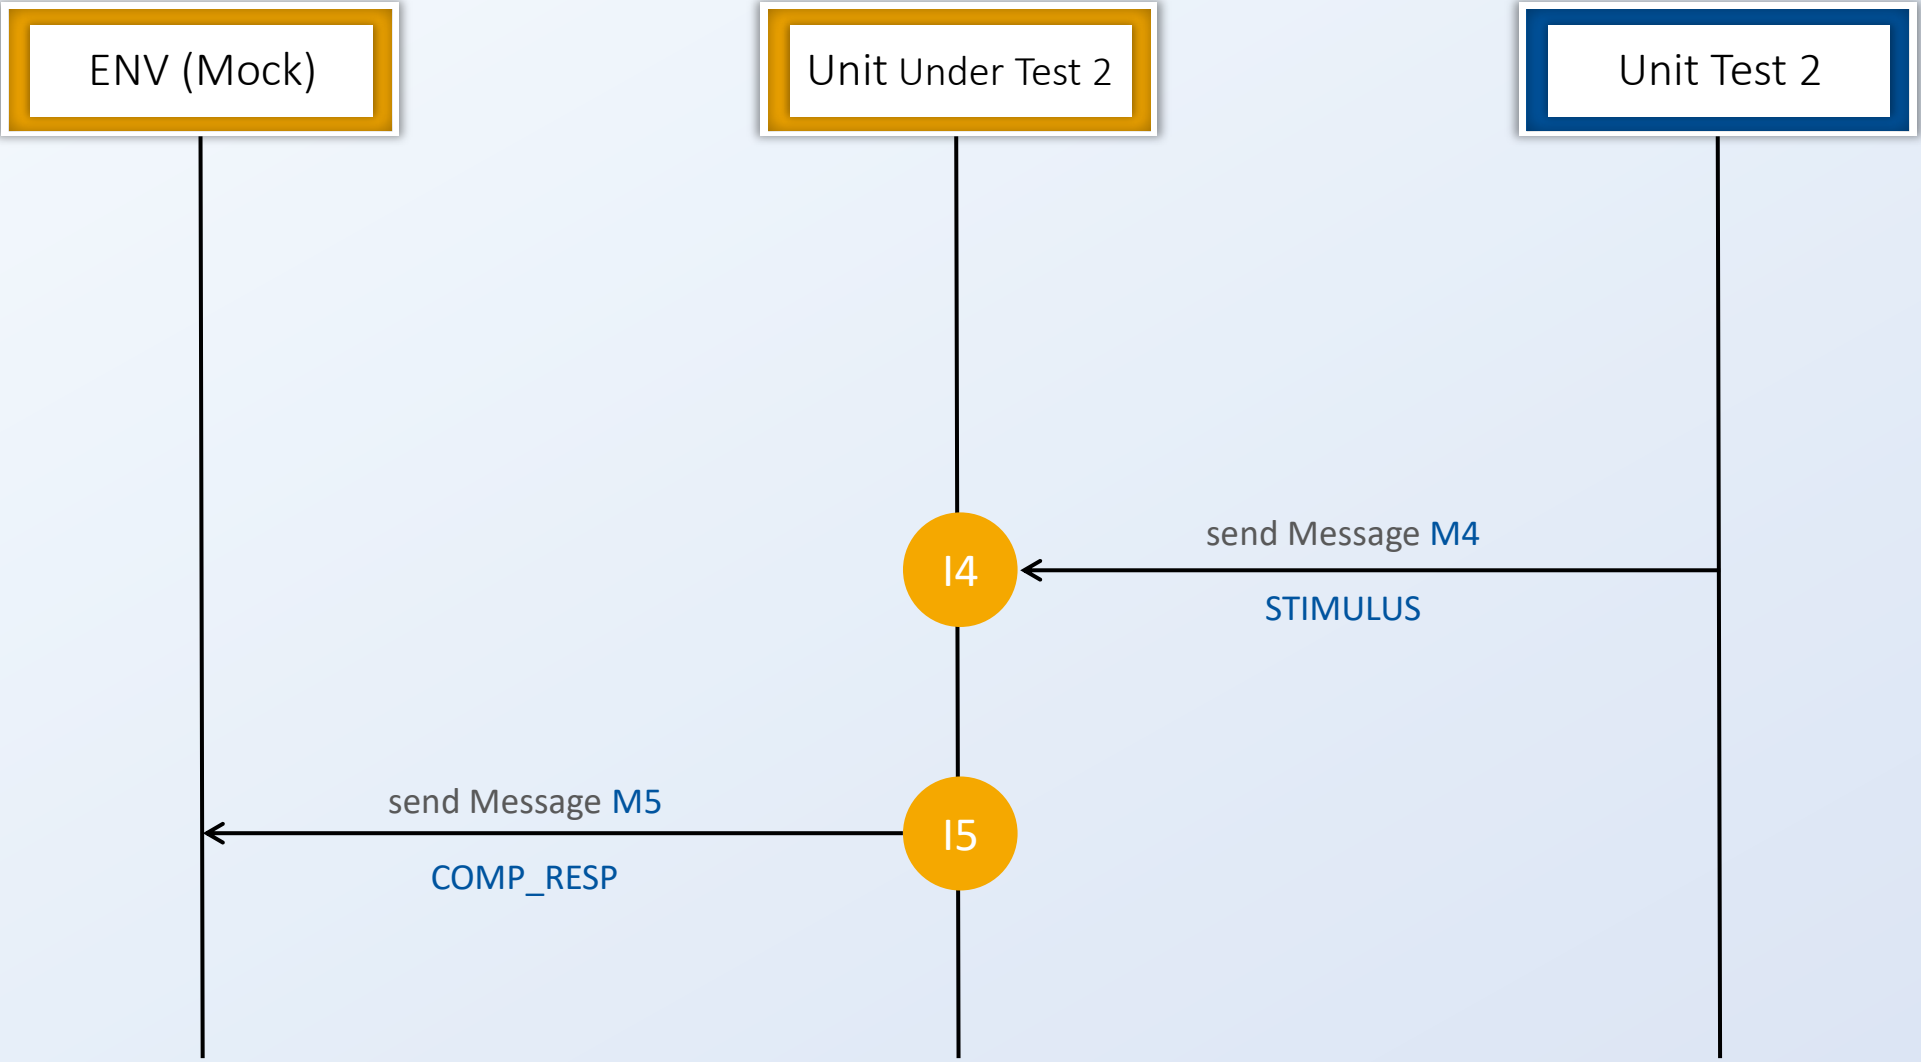 ENV (Mock)
Unit Under Test 2
Unit Test 2
send Message M4
I4
STIMULUS
send Message M5
I5
COMP_RESP